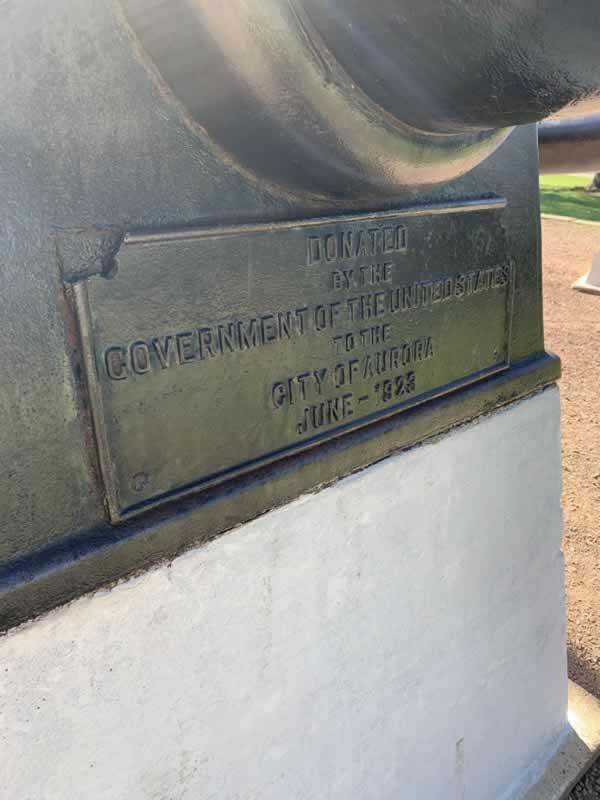 DONATED
BY THE
GOVERNMENT OF THE UNITED STATES
TO THE
CITY OF AURORA
JUNE - 1923